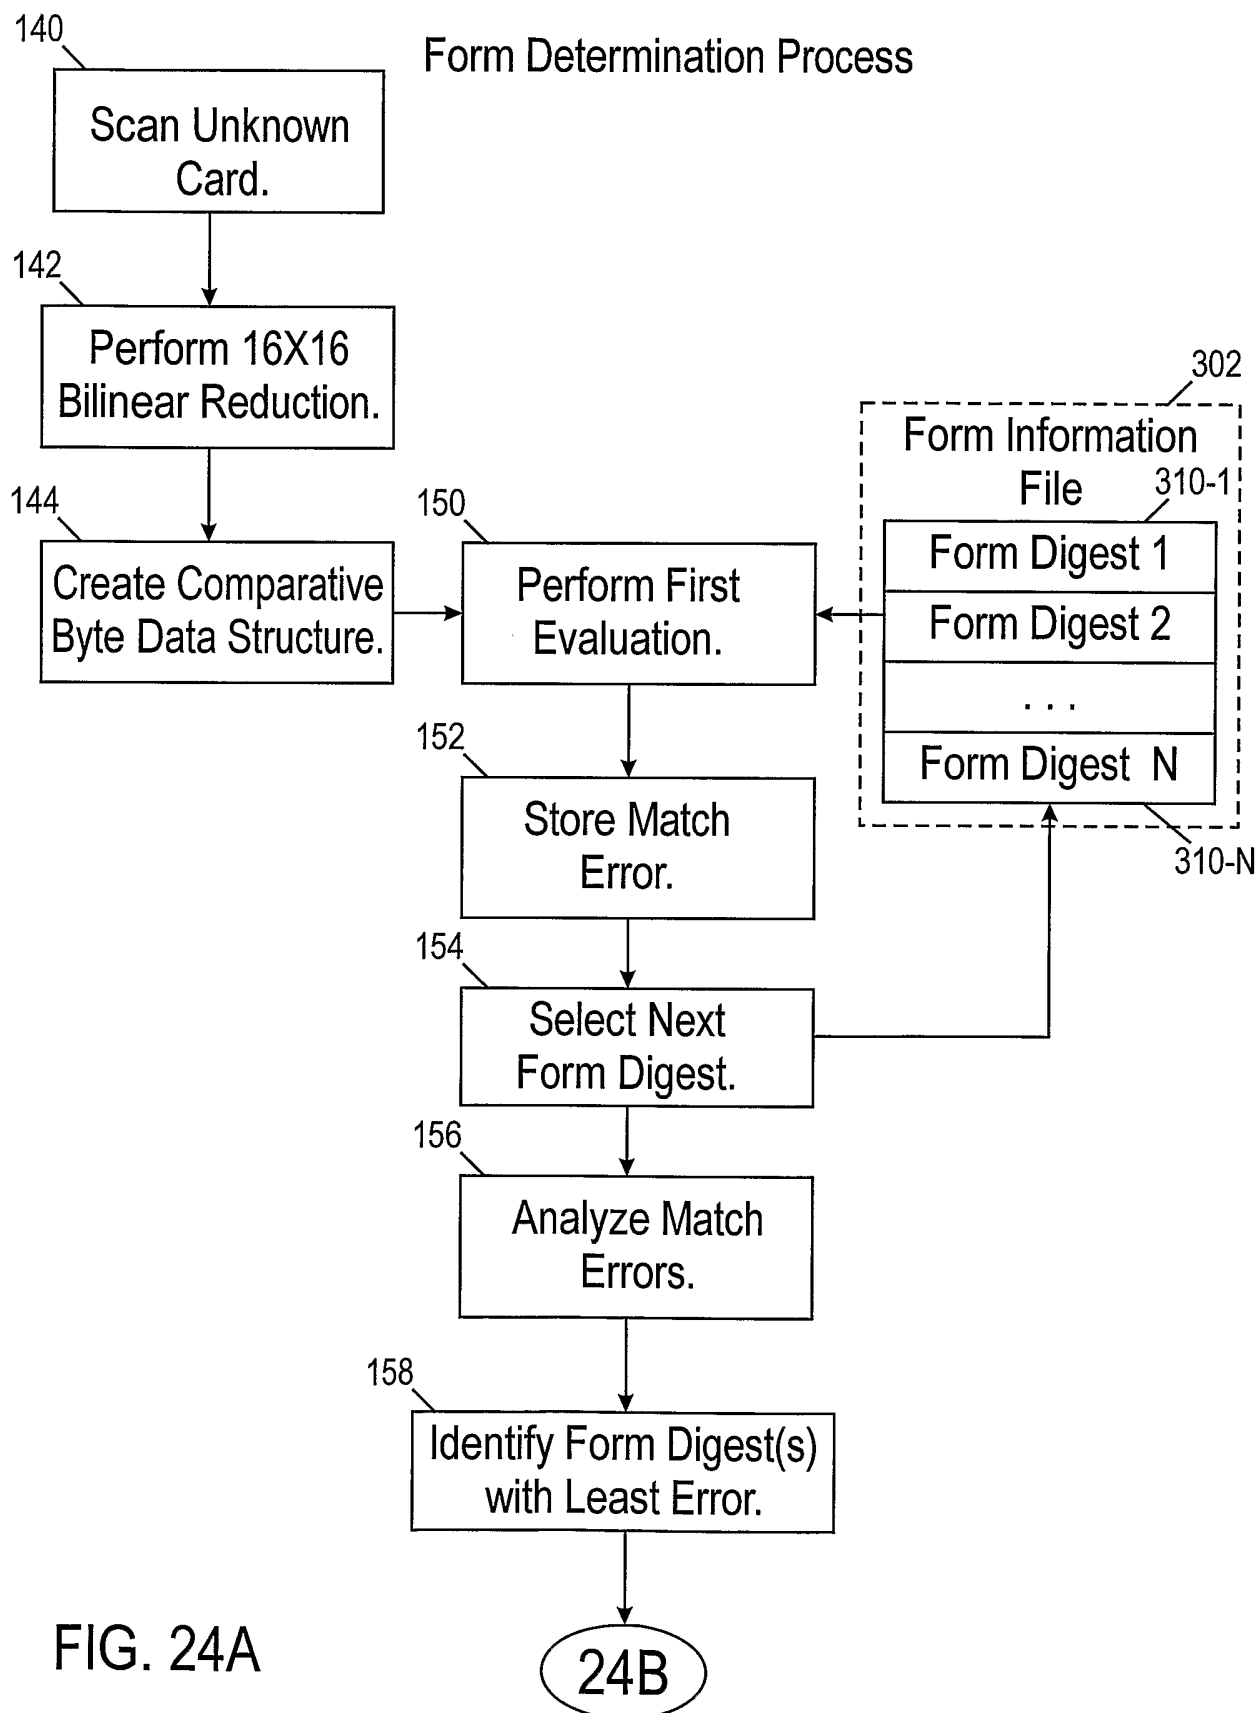 140
Form Determination Process
Scan Unknown
Card.
142
Perform 16X16
Bilinear Reduction.
302
Form Information
File
310-1
144
150
Create Comparative
Byte Data Structure.
Perform First
Evaluation.
Form Digest 1
Form Digest 2
. . .
Form Digest N
310-N
152
Store Match
Error.
154
Select Next
Form Digest.
156
Analyze Match
Errors.
158
Identify Form Digest(s)
with Least Error.
FIG. 24A
24B